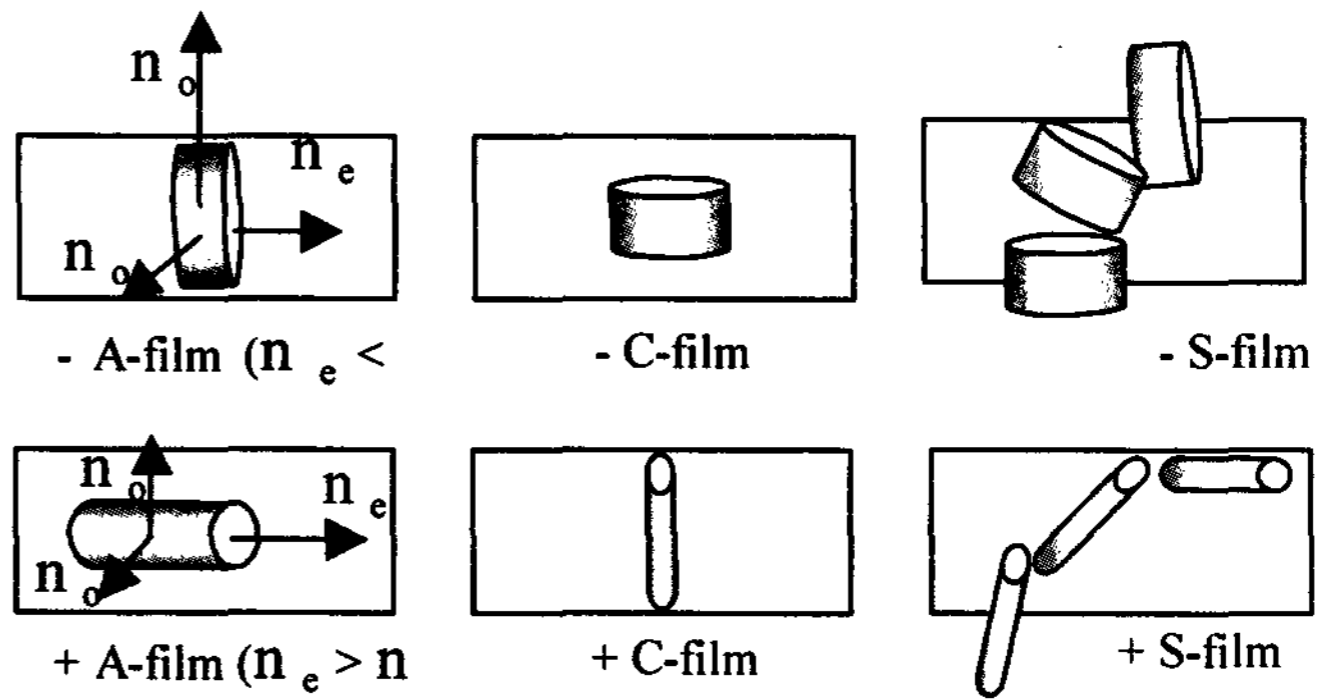 n o
n e
n o
- A-film (n e <
- C-film
- S-film
n o
n e
n o
+ A-film (n e > n
+ C-film
+ S-film